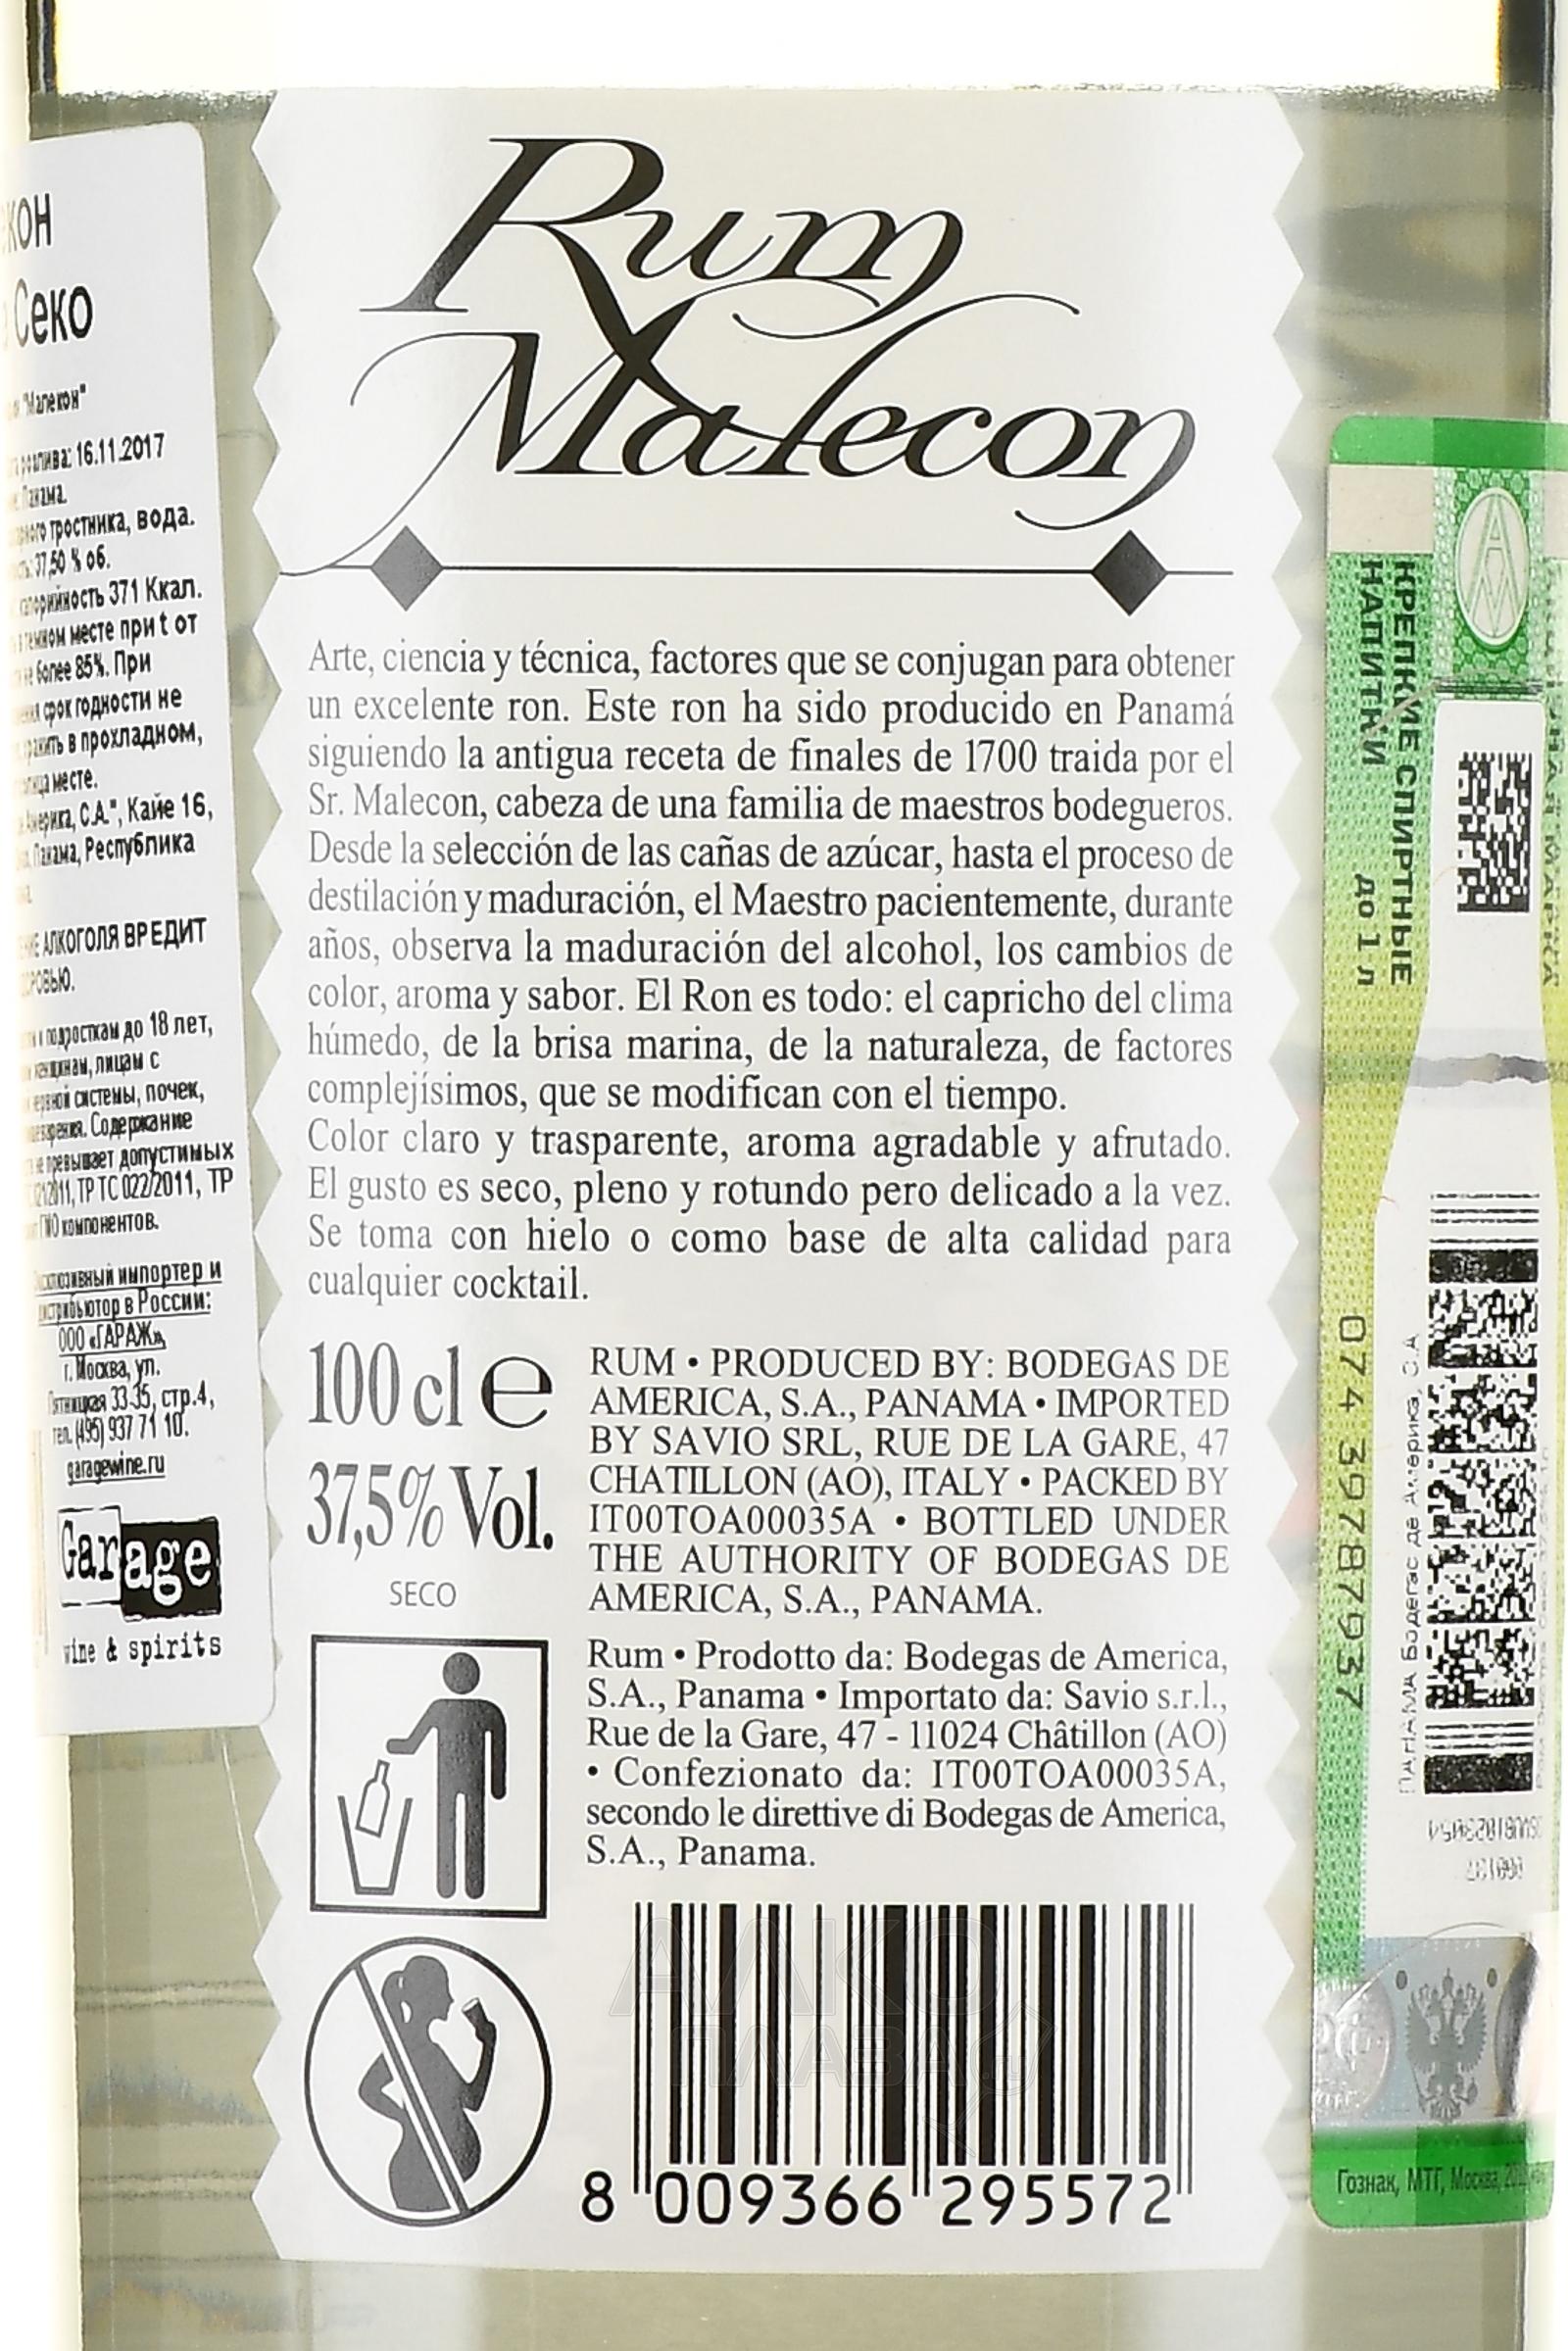 Rum
Malecon
Arte, ciencia y técnica, factores que se conjugan para obtener
un excelente ron. Este ron ha sido producido en Panamá
siguiendo la antigua receta de finales de 1700 traida por el
Sr. Malecon, cabeza de una familia de maestros bodegueros.
Desde la selección de las cañas de azúcar, hasta el proceso de
destilación y maduración, el Maestro pacientemente, durante
años, observa la maduración del alcohol, los cambios de
color, aroma y sabor. El Ron es todo: el capricho del clima
húmedo, de la brisa marina, de la naturaleza, de factores
complejísimos, que se modifican con el tiempo.
Color claro y trasparente, aroma agradable y afrutado.
El gusto es seco, pleno y rotundo pero delicado a la vez.
Se toma con hielo o como base de alta calidad para
cualquier cocktail.
100 cl e
37,5% Vol.
SECO
RUM • PRODUCED BY: BODEGAS DE
AMERICA, S.A., PANAMA • IMPORTED
BY SAVIO SRL, RUE DE LA GARE, 47
CHATILLON (AO), ITALY • PACKED BY
IT00TOA00035A • BOTTLED UNDER
THE AUTHORITY OF BODEGAS DE
AMERICA, S.A., PANAMA.
Rum • Prodotto da: Bodegas de America,
S.A., Panama • Importato da: Savio s.r.l.,
Rue de la Gare, 47 - 11024 Châtillon (AO)
• Confezionato da: IT00TOA00035A,
secondo le direttive di Bodegas de America,
S.A., Panama.
8 009366 295572
Секо
"Малекон"
16.11.2017
тростника, вода.
37,50 % об.
371 Ккал.
месте при t от
более 85%. При
срок годности не
в прохладном,
месте.
С.А.", Кайе 16,
Панама, Республика
АЛКОГОЛЯ ВРЕДИТ
подросткам до 18 лет,
лицам с
системы, почек,
Содержание
не превышает допустимых
ТР ТС 022/2011, ТР
компонентов.
импортер и
в России:
ООО «ГАРАЖ»,
г. Москва, ул.
33-35, стр.4,
тел. (495) 937 71 10.
garagewine.ru
Garage
wine & spirits
КРЕПКИЕ СПИРТНЫЕ
НАПИТКИ до 1 л
074 39787937
ПАНАМА Бодегас де Америка, С.А
Гознак, МТГ, Москва,
АЛКО
ПЛАЗА